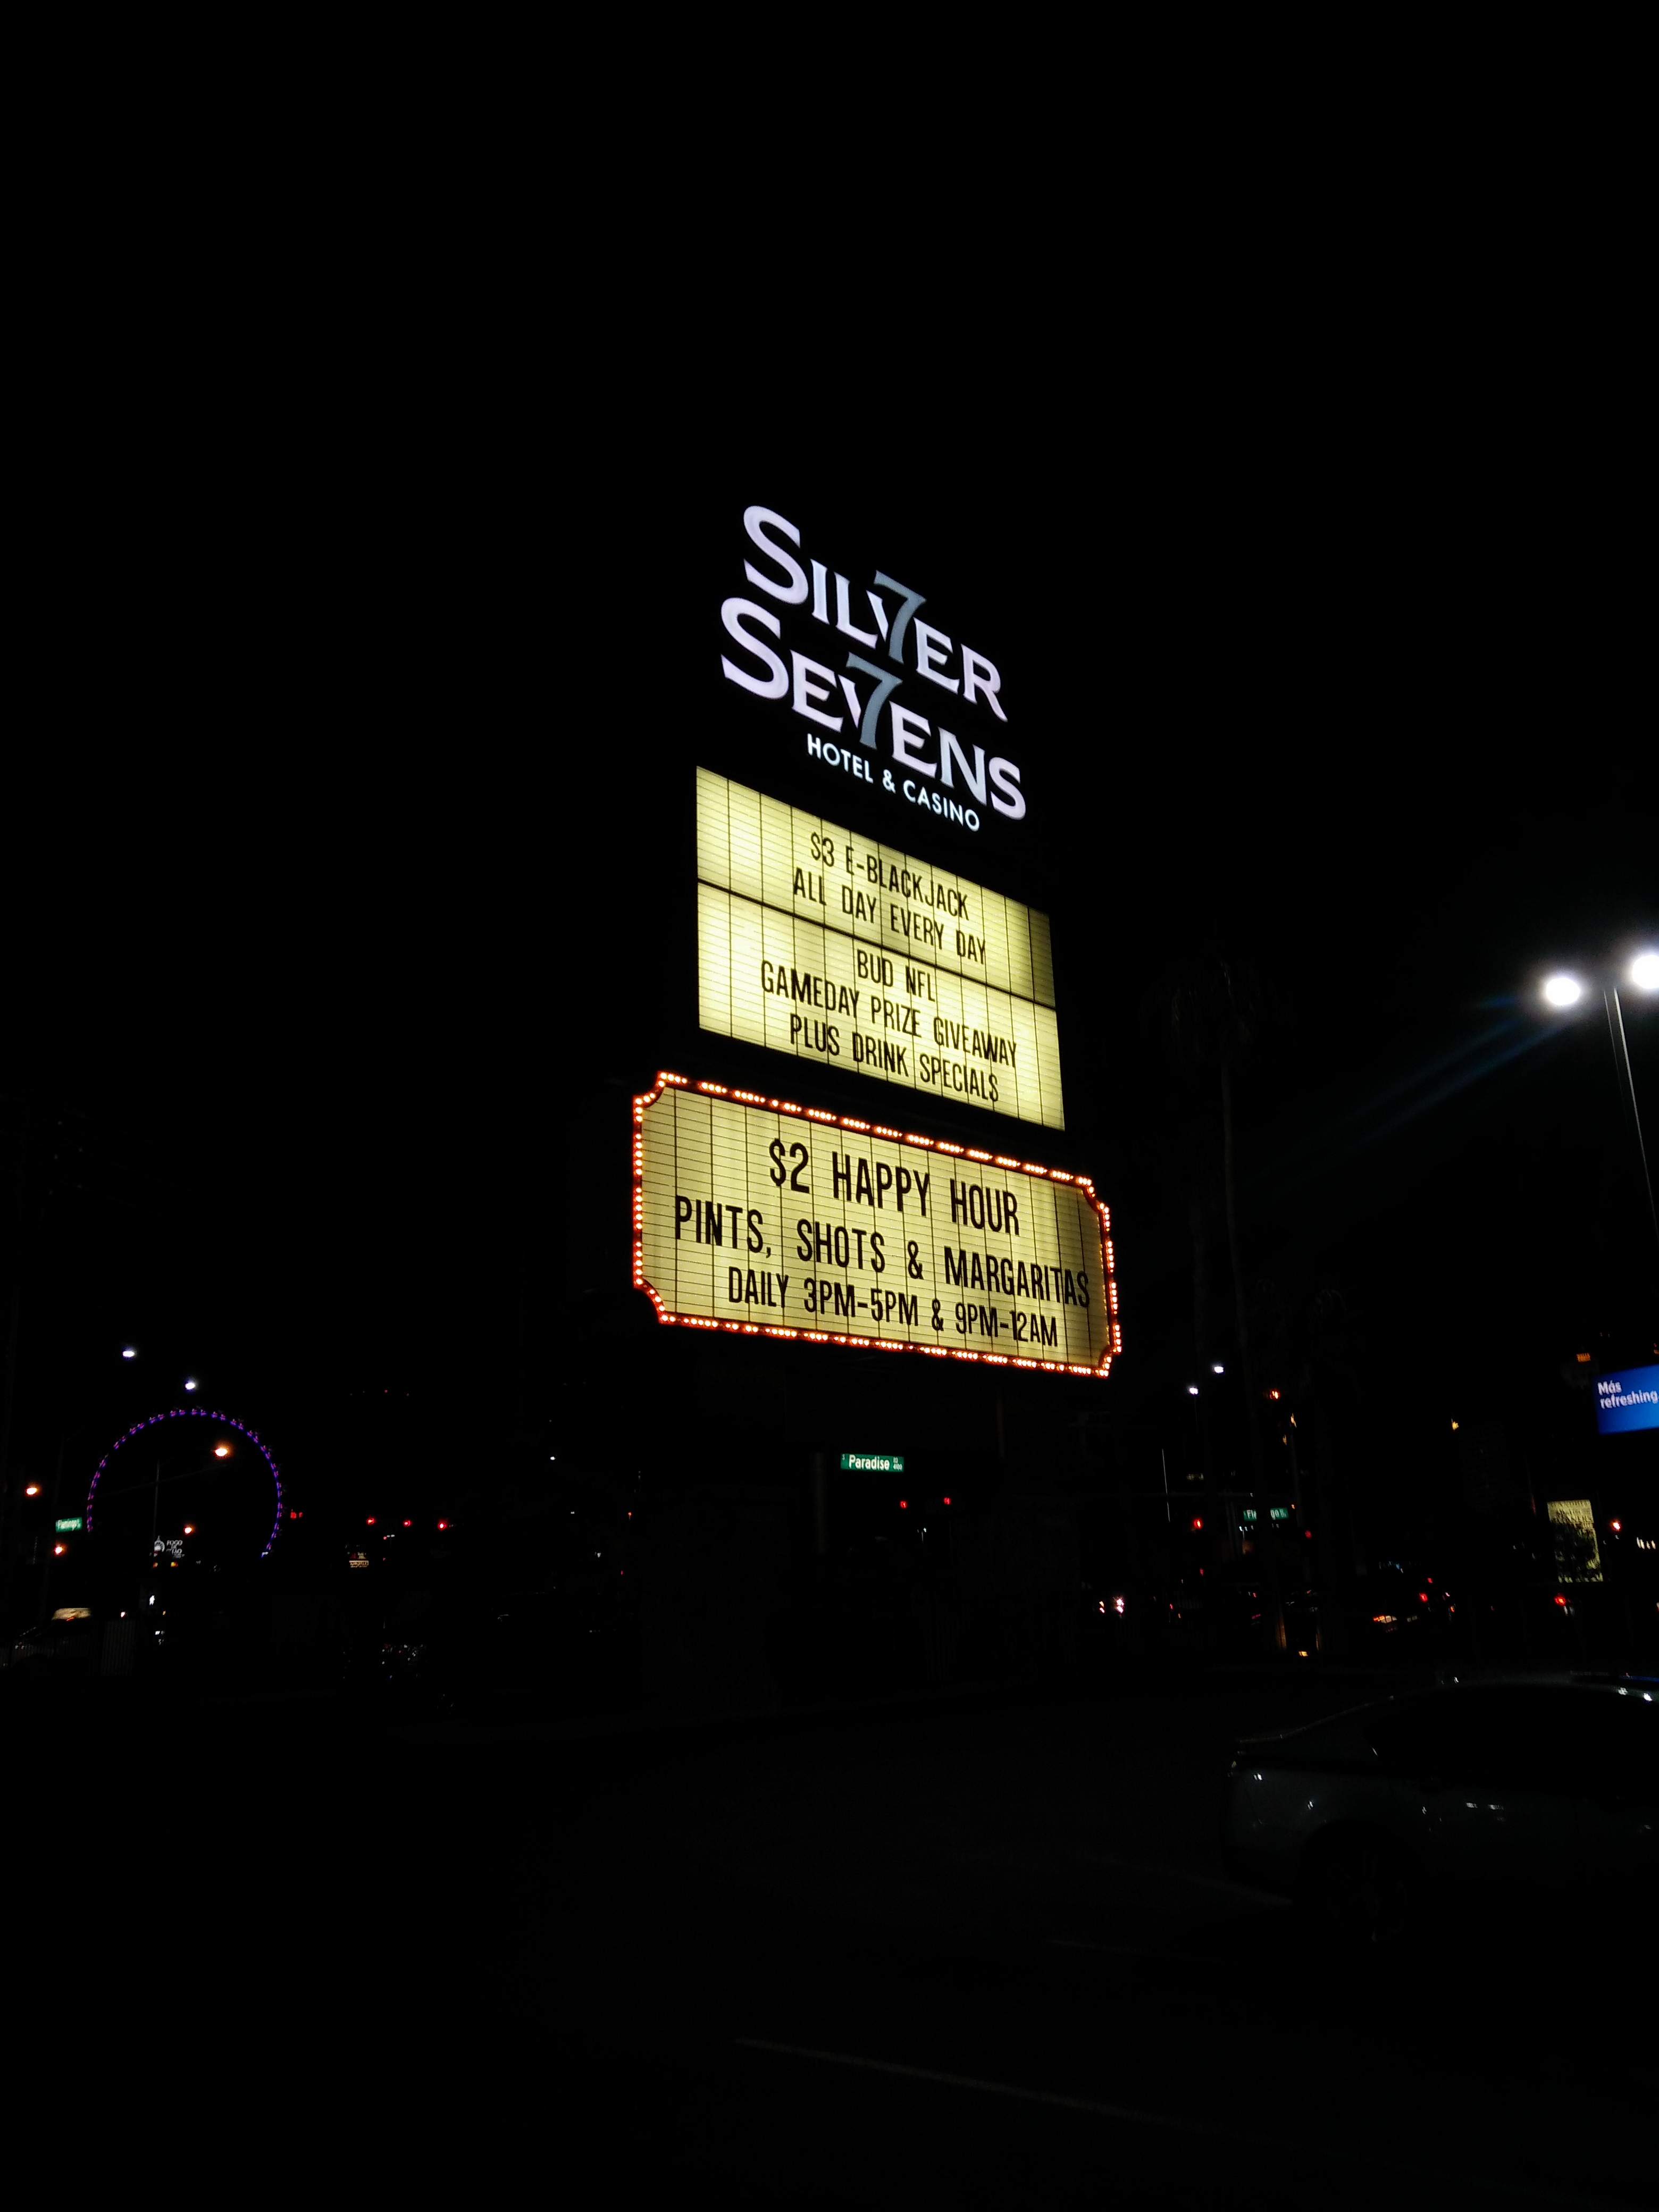 SILVER
SEVENS
HOTEL & CASINO
$3 E-BLACKJACK
ALL DAY EVERY DAY
BUD NFL
GAMEDAY PRIZE GIVEAWAY
PLUS DRINK SPECIALS
$2 HAPPY HOUR
PINTS, SHOTS & MARGARITAS
DAILY 3PM-5PM & 9PM-12AM
Más
refreshing
Paradise